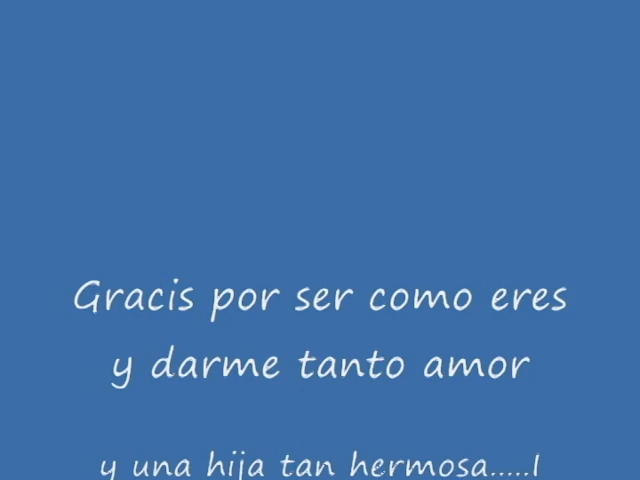 Gracis por ser como eres
y darme tanto amor
y una hija tan hermosa.....I